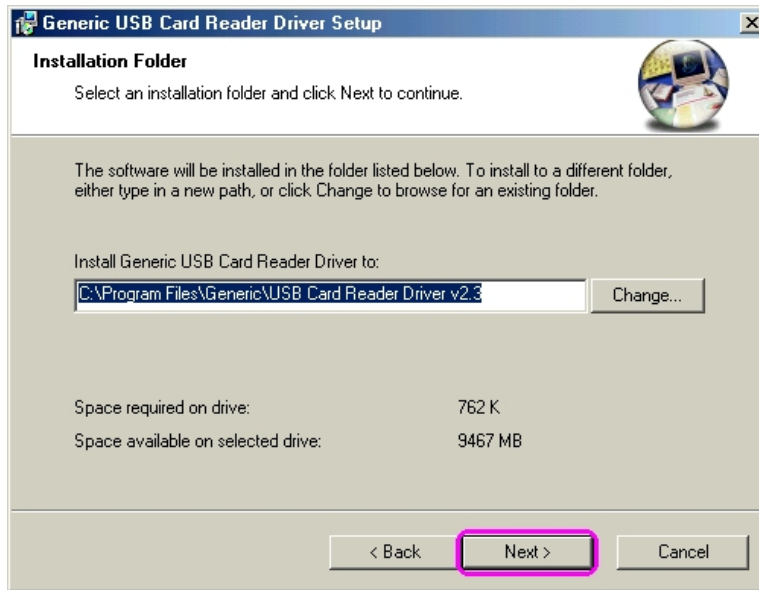 Generic USB Card Reader Driver Setup
Installation Folder
Select an installation folder and click Next to continue.
The software will be installed in the folder listed below. To install to a different folder,
either type in a new path, or click Change to browse for an existing folder.
Install Generic USB Card Reader Driver to:
C:\Program Files\Generic\USB Card Reader Driver v2.3
Change...
Space required on drive: 762 K
Space available on selected drive: 9467 MB
< Back Next > Cancel